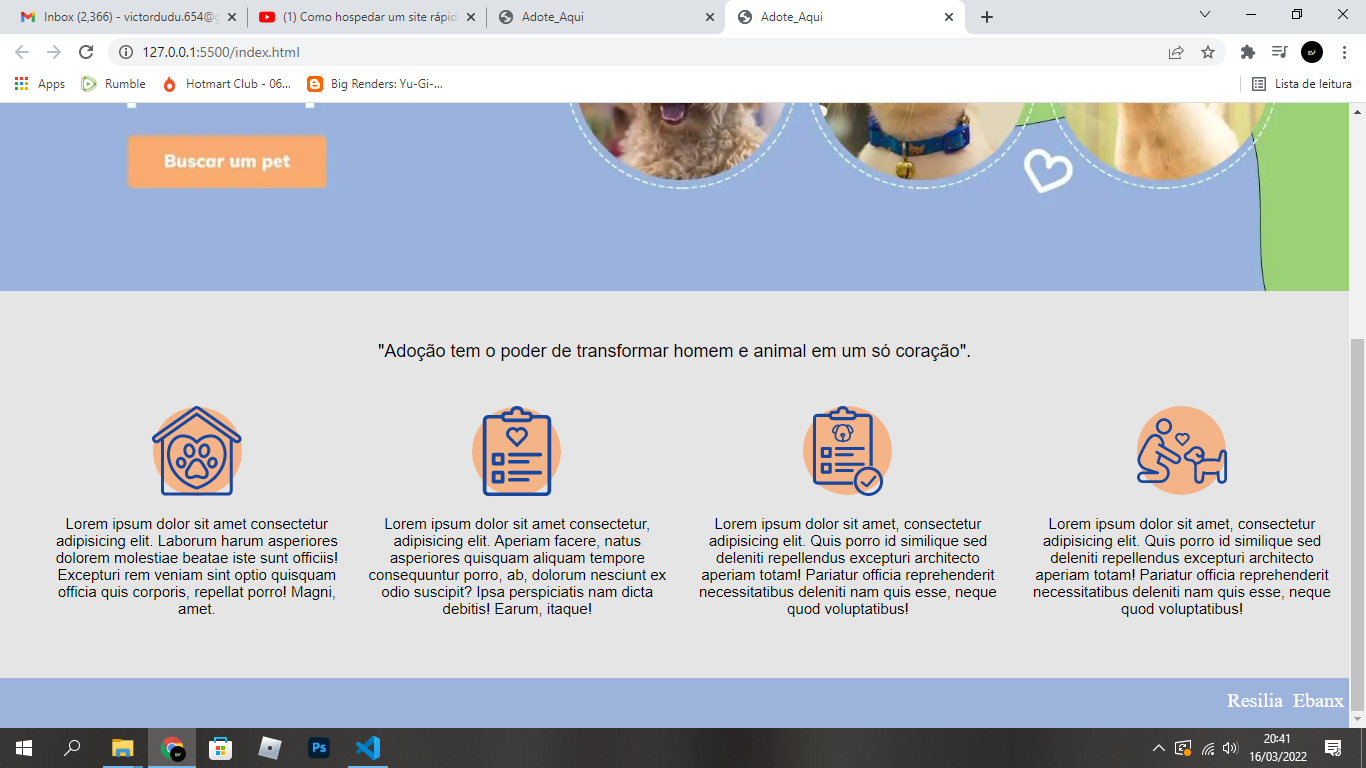 Inbox (2,366) - victordudu.654@g
(1) Como hospedar um site rápid
Adote_Aqui
Adote_Aqui
127.0.0.1:5500/index.html
Apps
Rumble
Hotmart Club - 06...
Big Renders: Yu-Gi-...
Lista de leitura
Buscar um pet
"Adoção tem o poder de transformar homem e animal em um só coração".
Lorem ipsum dolor sit amet consectetur
adipisicing elit. Laborum harum asperiores
dolorem molestiae beatae iste sunt officiis!
Excepturi rem veniam sint optio quisquam
officia quis corporis, repellat porro! Magni,
amet.
Lorem ipsum dolor sit amet consectetur,
adipisicing elit. Aperiam facere, natus
asperiores quisquam aliquam tempore
consequuntur porro, ab, dolorum nesciunt ex
odio suscipit? Ipsa perspiciatis nam dicta
debitis! Earum, itaque!
Lorem ipsum dolor sit amet, consectetur
adipisicing elit. Quis porro id similique sed
deleniti repellendus excepturi architecto
aperiam totam! Pariatur officia reprehenderit
necessitatibus deleniti nam quis esse, neque
quod voluptatibus!
Lorem ipsum dolor sit amet, consectetur
adipisicing elit. Quis porro id similique sed
deleniti repellendus excepturi architecto
aperiam totam! Pariatur officia reprehenderit
necessitatibus deleniti nam quis esse, neque
quod voluptatibus!
Resilia Ebanx
Ps
20:41
16/03/2022